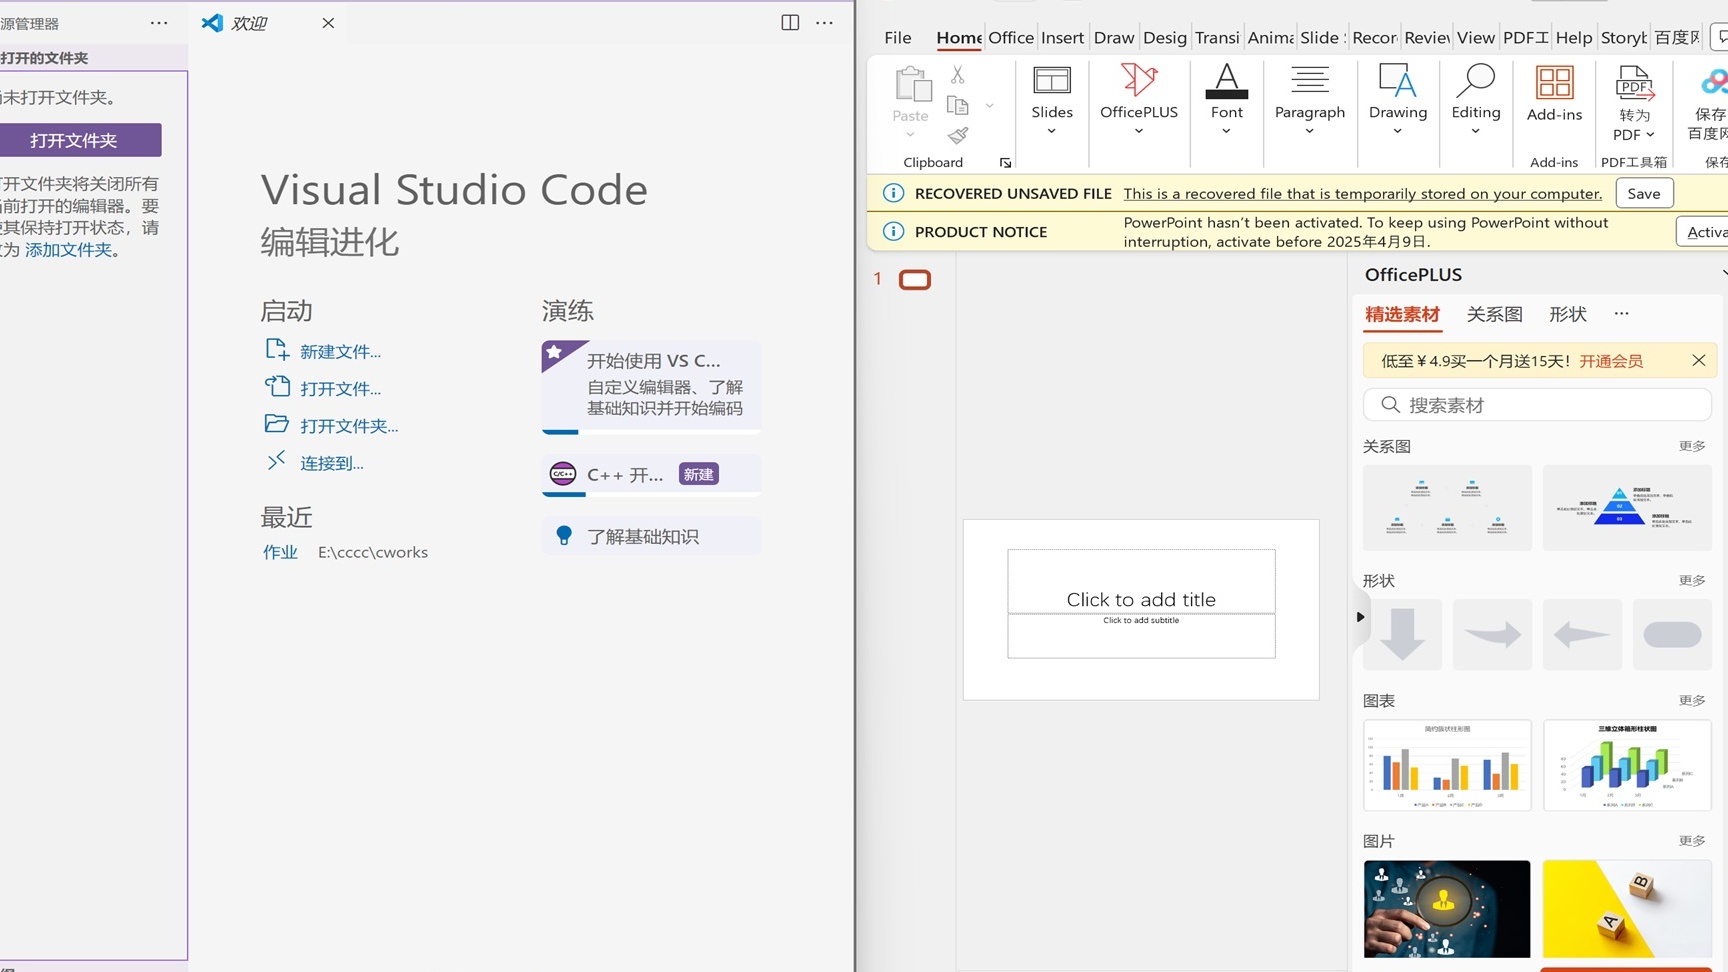 源管理器
欢迎
打开的文件夹
尚未打开文件夹。
打开文件夹
打开文件夹将关闭所有
当前打开的编辑器。要
使其保持打开状态，请
改为 添加文件夹。
Visual Studio Code
编辑进化
启动
新建文件...
打开文件...
打开文件夹...
连接到...
最近
作业 E:\cccc\cworks
演练
开始使用 VS C...
自定义编辑器、了解
基础知识并开始编码
C++ 开... 新建
了解基础知识
File Home Office Insert Draw Desig Transi Anima Slide Recor Review View PDF工 Help Storyb 百度网
Paste
Clipboard
Slides
OfficePLUS
Font
Paragraph
Drawing
Editing
Add-ins
Add-ins
PDF
转为
PDF
PDF工具箱
保存
百度网
保存
RECOVERED UNSAVED FILE This is a recovered file that is temporarily stored on your computer. Save
PRODUCT NOTICE PowerPoint hasn't been activated. To keep using PowerPoint without
interruption, activate before 2025年4月9日. Activa
1
Click to add title
Click to add subtitle
OfficePLUS
精选素材 关系图 形状 ...
低至￥4.9买一个月送15天！开通会员
搜索素材
关系图 更多
形状 更多
图表 更多
三维立体箱形柱状图
图片 更多
B
A